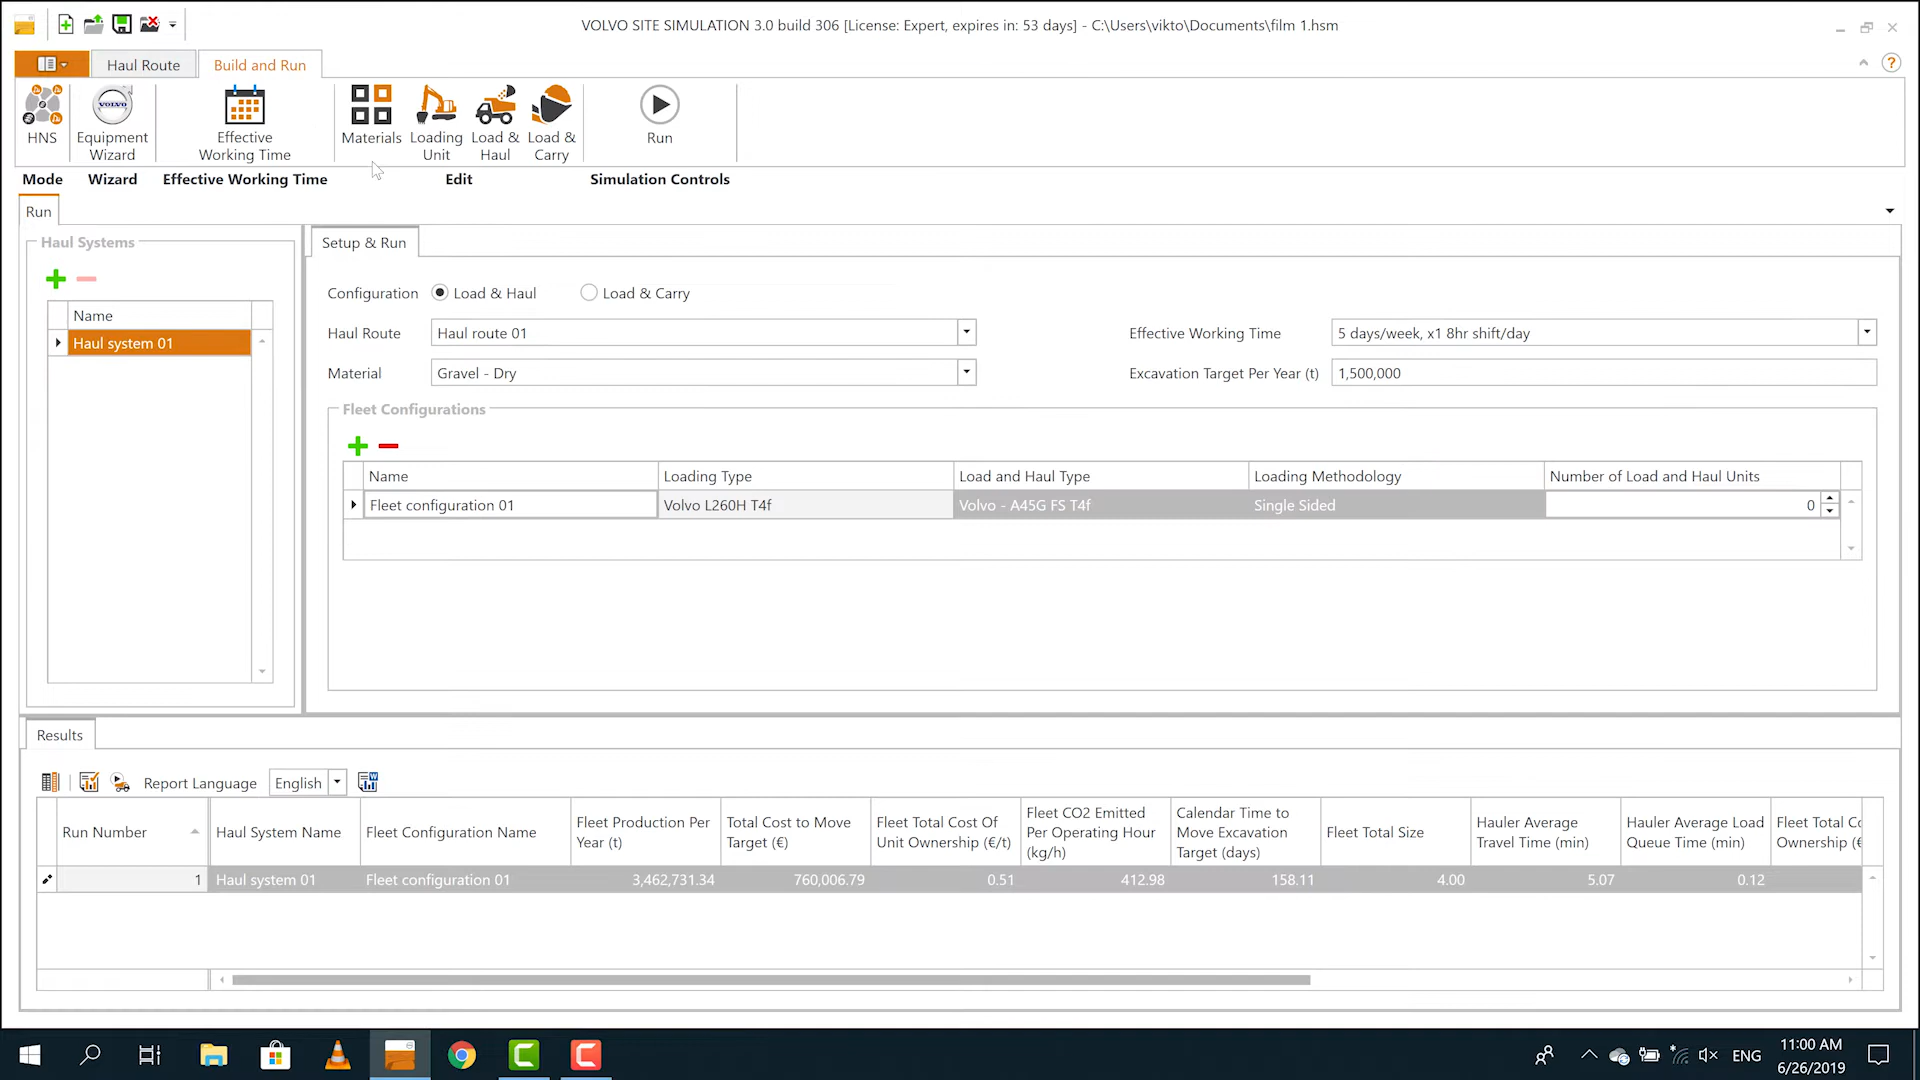 VOLVO SITE SIMULATION 3.0 build 306 [License: Expert, expires in: 53 days] - C:\Users\vikto\Documents\film 1.hsm
Haul Route
Build and Run
?
HNS
VOLVO
Equipment
Wizard
Effective
Working Time
Materials
Loading
Unit
Load &
Haul
Load &
Carry
Run
Mode
Wizard
Effective Working Time
Edit
Simulation Controls
Run
Haul Systems
Name
Haul system 01
Setup & Run
Configuration
Load & Haul
Load & Carry
Haul Route
Haul route 01
Effective Working Time
5 days/week, x1 8hr shift/day
Material
Gravel - Dry
Excavation Target Per Year (t)
1,500,000
Fleet Configurations
Name
Loading Type
Load and Haul Type
Loading Methodology
Number of Load and Haul Units
Fleet configuration 01
Volvo L260H T4f
Volvo - A45G FS T4f
Single Sided
0
Results
Report Language
English
Run Number
Haul System Name
Fleet Configuration Name
Fleet Production Per
Year (t)
Total Cost to Move
Target (€)
Fleet Total Cost Of
Unit Ownership (€/t)
Fleet CO2 Emitted
Per Operating Hour
(kg/h)
Calendar Time to
Move Excavation
Target (days)
Fleet Total Size
Hauler Average
Travel Time (min)
Hauler Average Load
Queue Time (min)
Fleet Total Co
Ownership (€
1
Haul system 01
Fleet configuration 01
3,462,731.34
760,006.79
0.51
412.98
158.11
4.00
5.07
0.12
ENG
11:00 AM
6/26/2019